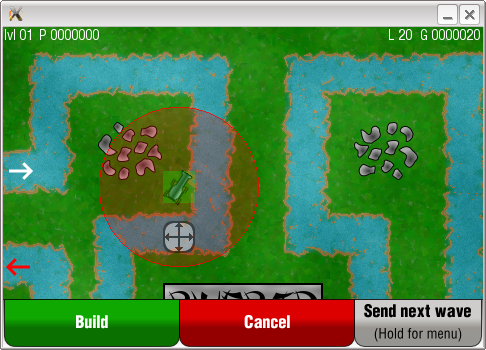 lvl 01 P 0000000
L 20 G 0000020
Build
Cancel
Send next wave
(Hold for menu)